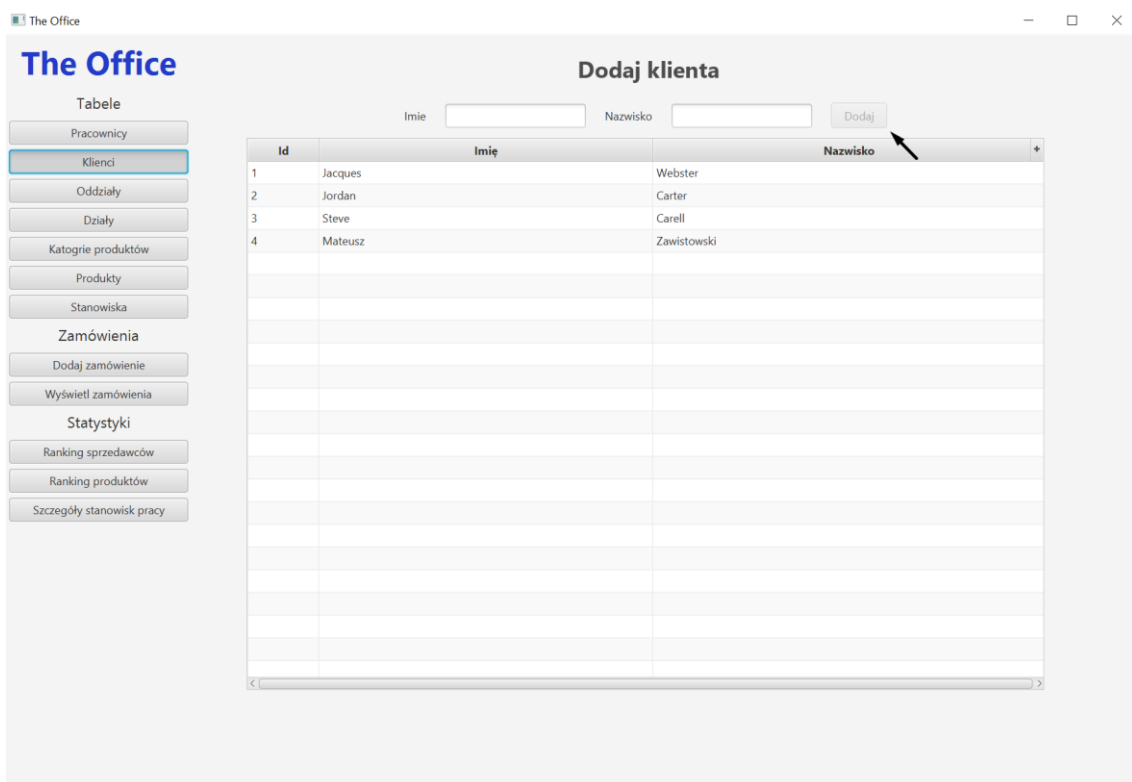 The Office
The Office
Tabele
Pracownicy
Klienci
Oddziały
Działy
Katogrie produktów
Produkty
Stanowiska
Zamówienia
Dodaj zamówienie
Wyświetl zamówienia
Statystyki
Ranking sprzedawców
Ranking produktów
Szczegóły stanowisk pracy
Dodaj klienta
Imie Nazwisko Dodaj
Id Imię Nazwisko +
1 Jacques Webster
2 Jordan Carter
3 Steve Carell
4 Mateusz Zawistowski